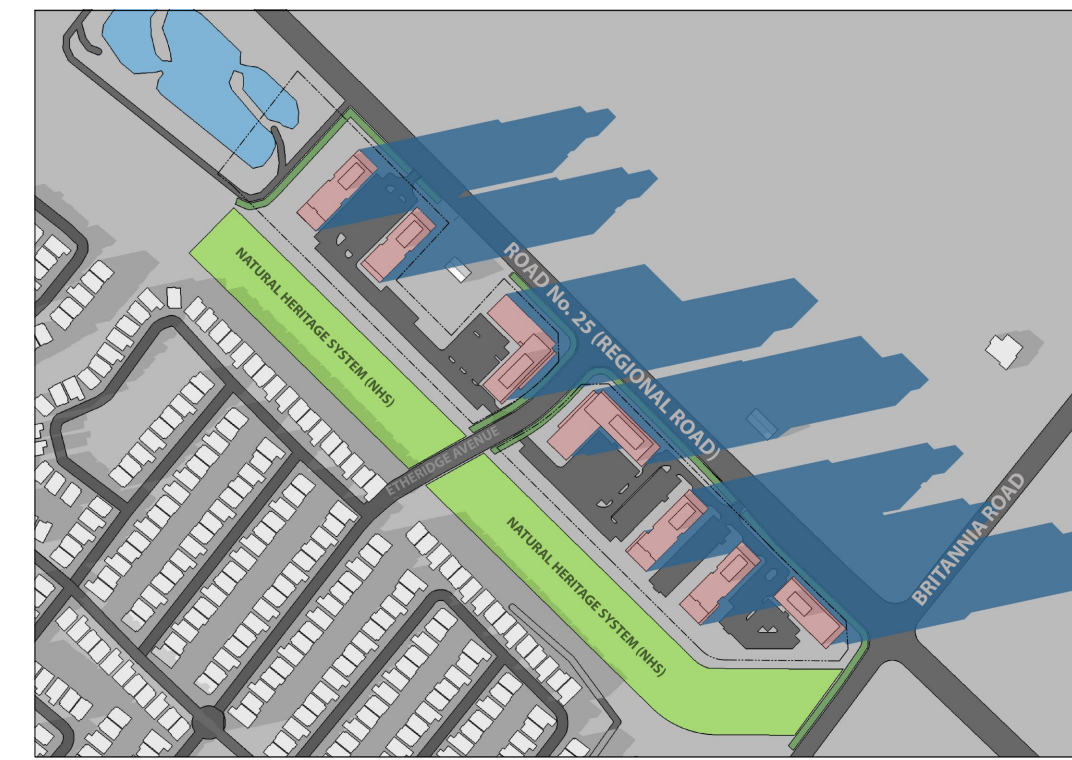 NATURAL HERITAGE SYSTEM (NHS)
ROAD No. 25 (REGIONAL ROAD)
ETHERIDGE AVENUE
NATURAL HERITAGE SYSTEM (NHS)
BRITANNIA ROAD